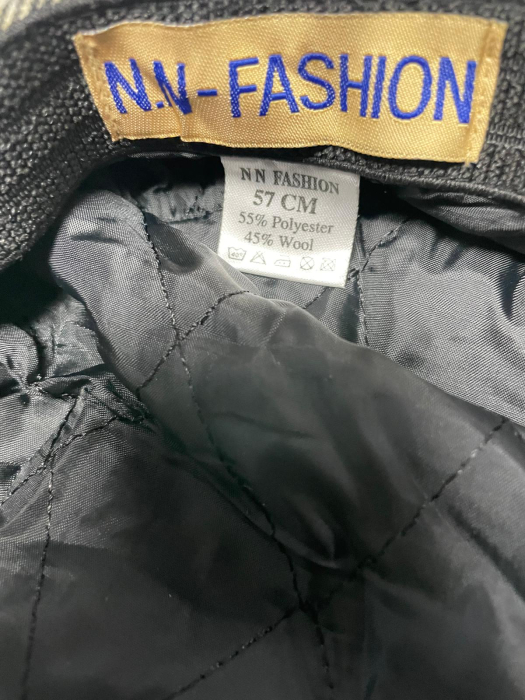 N.N-FASHION
N N FASHION
57 CM
55% Polyester
45% Wool